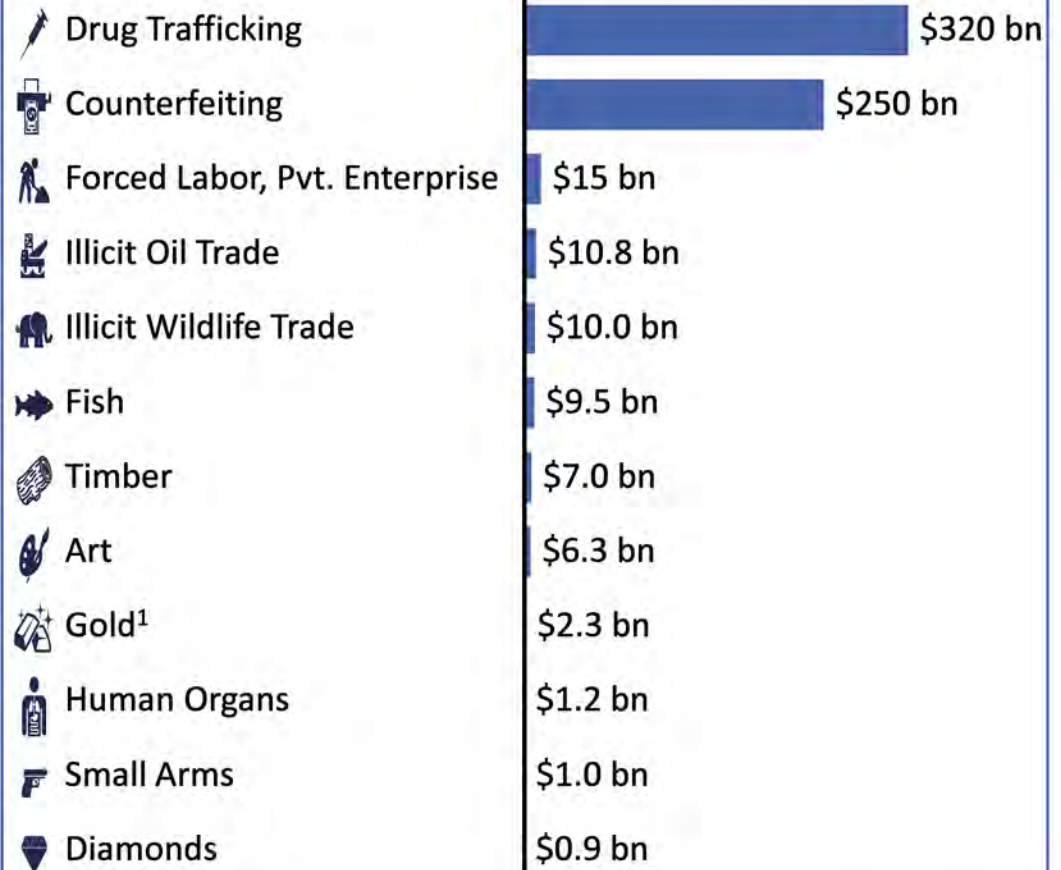 Drug Trafficking $320 bn
Counterfeiting $250 bn
Forced Labor, Pvt. Enterprise $15 bn
Illicit Oil Trade $10.8 bn
Illicit Wildlife Trade $10.0 bn
Fish $9.5 bn
Timber $7.0 bn
Art $6.3 bn
Gold¹ $2.3 bn
Human Organs $1.2 bn
Small Arms $1.0 bn
Diamonds $0.9 bn